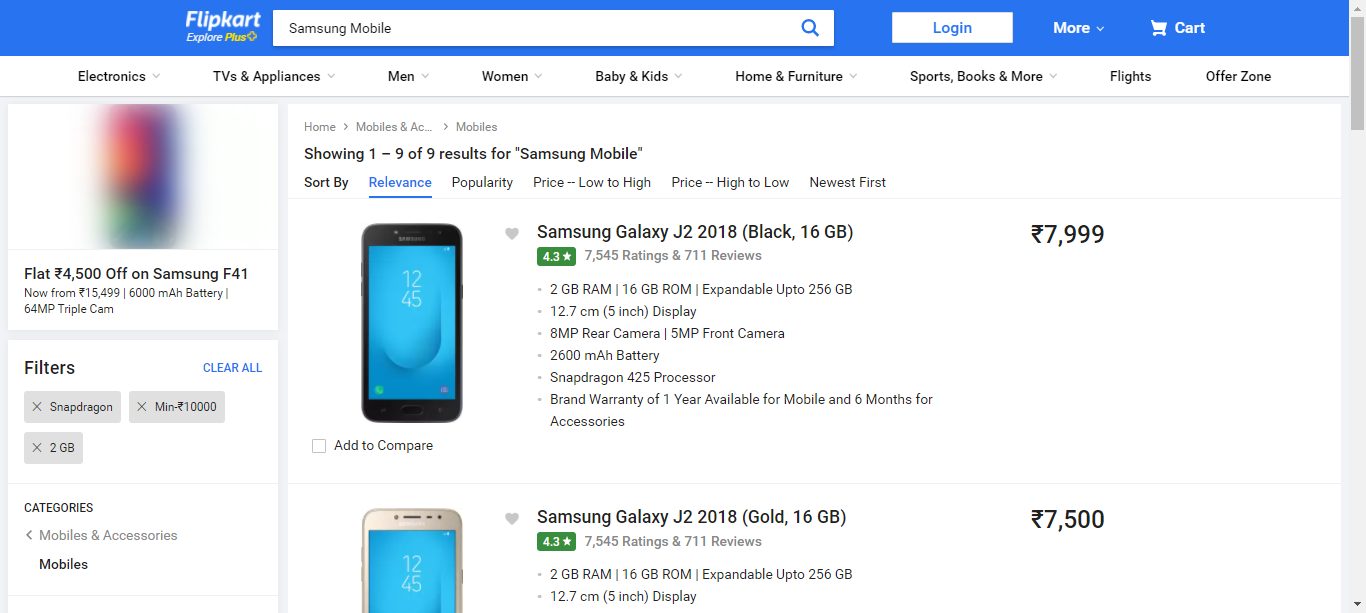 Flipkart
Explore Plus
Samsung Mobile
Login
More
Cart
Electronics
TVs & Appliances
Men
Women
Baby & Kids
Home & Furniture
Sports, Books & More
Flights
Offer Zone
Flat ₹4,500 Off on Samsung F41
Now from ₹15,499 | 6000 mAh Battery |
64MP Triple Cam
Filters
CLEAR ALL
Snapdragon
Min-₹10000
2 GB
CATEGORIES
Mobiles & Accessories
Mobiles
Home
Mobiles & Ac...
Mobiles
Showing 1 – 9 of 9 results for "Samsung Mobile"
Sort By
Relevance
Popularity
Price -- Low to High
Price -- High to Low
Newest First
SAMSUNG
12
45
Add to Compare
Samsung Galaxy J2 2018 (Black, 16 GB)
4.3★
7,545 Ratings & 711 Reviews
2 GB RAM | 16 GB ROM | Expandable Upto 256 GB
12.7 cm (5 inch) Display
8MP Rear Camera | 5MP Front Camera
2600 mAh Battery
Snapdragon 425 Processor
Brand Warranty of 1 Year Available for Mobile and 6 Months for
Accessories
₹7,999
12
45
Samsung Galaxy J2 2018 (Gold, 16 GB)
4.3★
7,545 Ratings & 711 Reviews
2 GB RAM | 16 GB ROM | Expandable Upto 256 GB
12.7 cm (5 inch) Display
₹7,500